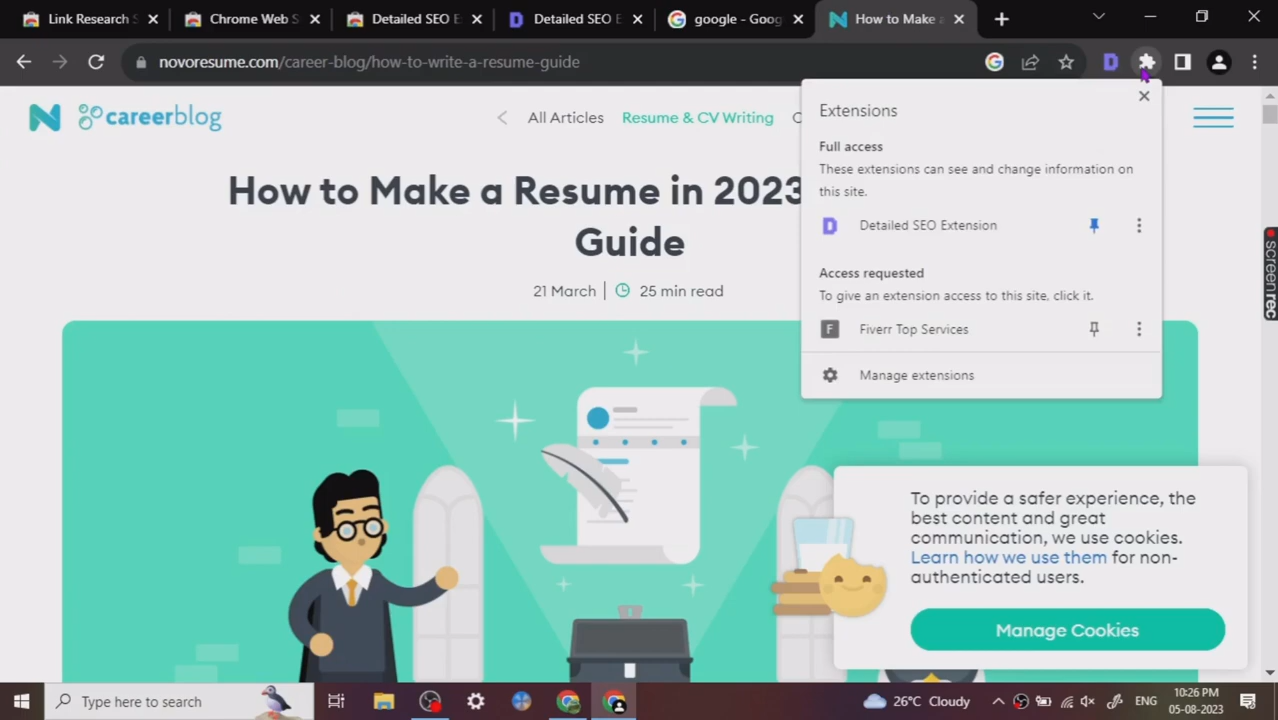 Link Research S
Chrome Web S
Detailed SEO E
Detailed SEO E
google - Goog
How to Make a
novoresume.com/career-blog/how-to-write-a-resume-guide
careerblog
All Articles
Resume & CV Writing
How to Make a Resume in 2023
Guide
21 March
25 min read
Extensions
Full access
These extensions can see and change information on
this site.
Detailed SEO Extension
Access requested
To give an extension access to this site, click it.
F
Fiverr Top Services
Manage extensions
screenrec
To provide a safer experience, the
best content and great
communication, we use cookies.
Learn how we use them for non-
authenticated users.
Manage Cookies
Type here to search
26°C Cloudy
ENG
10:26 PM
05-08-2023